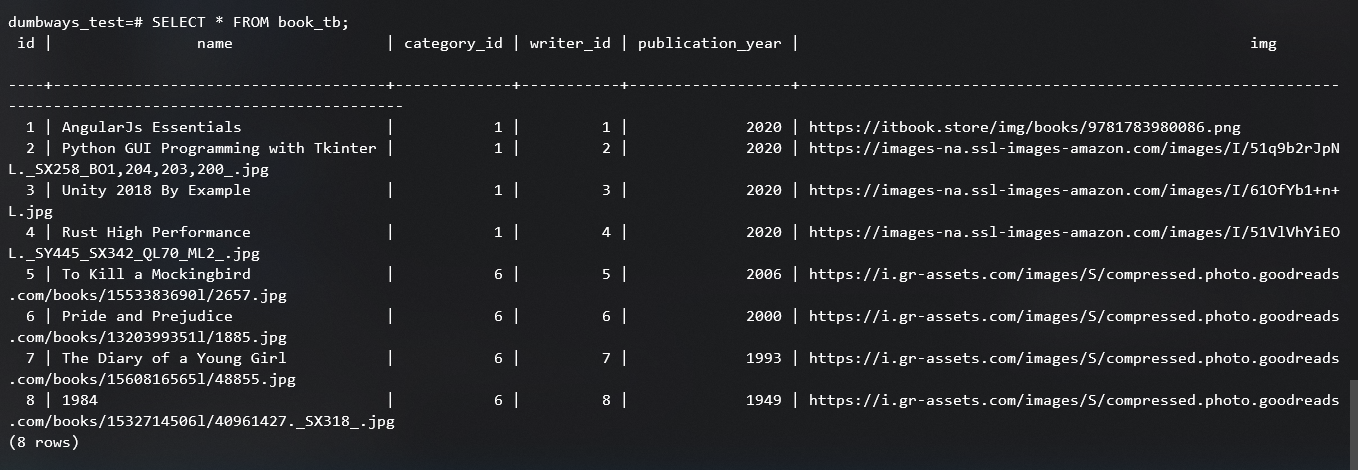 dumbways_test=# SELECT * FROM book_tb;
 id |                name                 | category_id | writer_id | publication_year |                                                  img
----+-------------------------------------+-------------+-----------+------------------+------------------------------------------------------------
--------------------------------------------
  1 | AngularJs Essentials                |           1 |         1 |             2020 | https://itbook.store/img/books/9781783980086.png
  2 | Python GUI Programming with Tkinter |           1 |         2 |             2020 | https://images-na.ssl-images-amazon.com/images/I/51q9b2rJpN
L._SX258_BO1,204,203,200_.jpg
  3 | Unity 2018 By Example               |           1 |         3 |             2020 | https://images-na.ssl-images-amazon.com/images/I/61OfYb1+n+
L.jpg
  4 | Rust High Performance               |           1 |         4 |             2020 | https://images-na.ssl-images-amazon.com/images/I/51VlVhYiEO
L._SY445_SX342_QL70_ML2_.jpg
  5 | To Kill a Mockingbird               |           6 |         5 |             2006 | https://i.gr-assets.com/images/S/compressed.photo.goodreads
.com/books/1553383690l/2657.jpg
  6 | Pride and Prejudice                 |           6 |         6 |             2000 | https://i.gr-assets.com/images/S/compressed.photo.goodreads
.com/books/1320399351l/1885.jpg
  7 | The Diary of a Young Girl           |           6 |         7 |             1993 | https://i.gr-assets.com/images/S/compressed.photo.goodreads
.com/books/1560816565l/48855.jpg
  8 | 1984                                |           6 |         8 |             1949 | https://i.gr-assets.com/images/S/compressed.photo.goodreads
.com/books/1532714506l/40961427._SX318_.jpg
(8 rows)